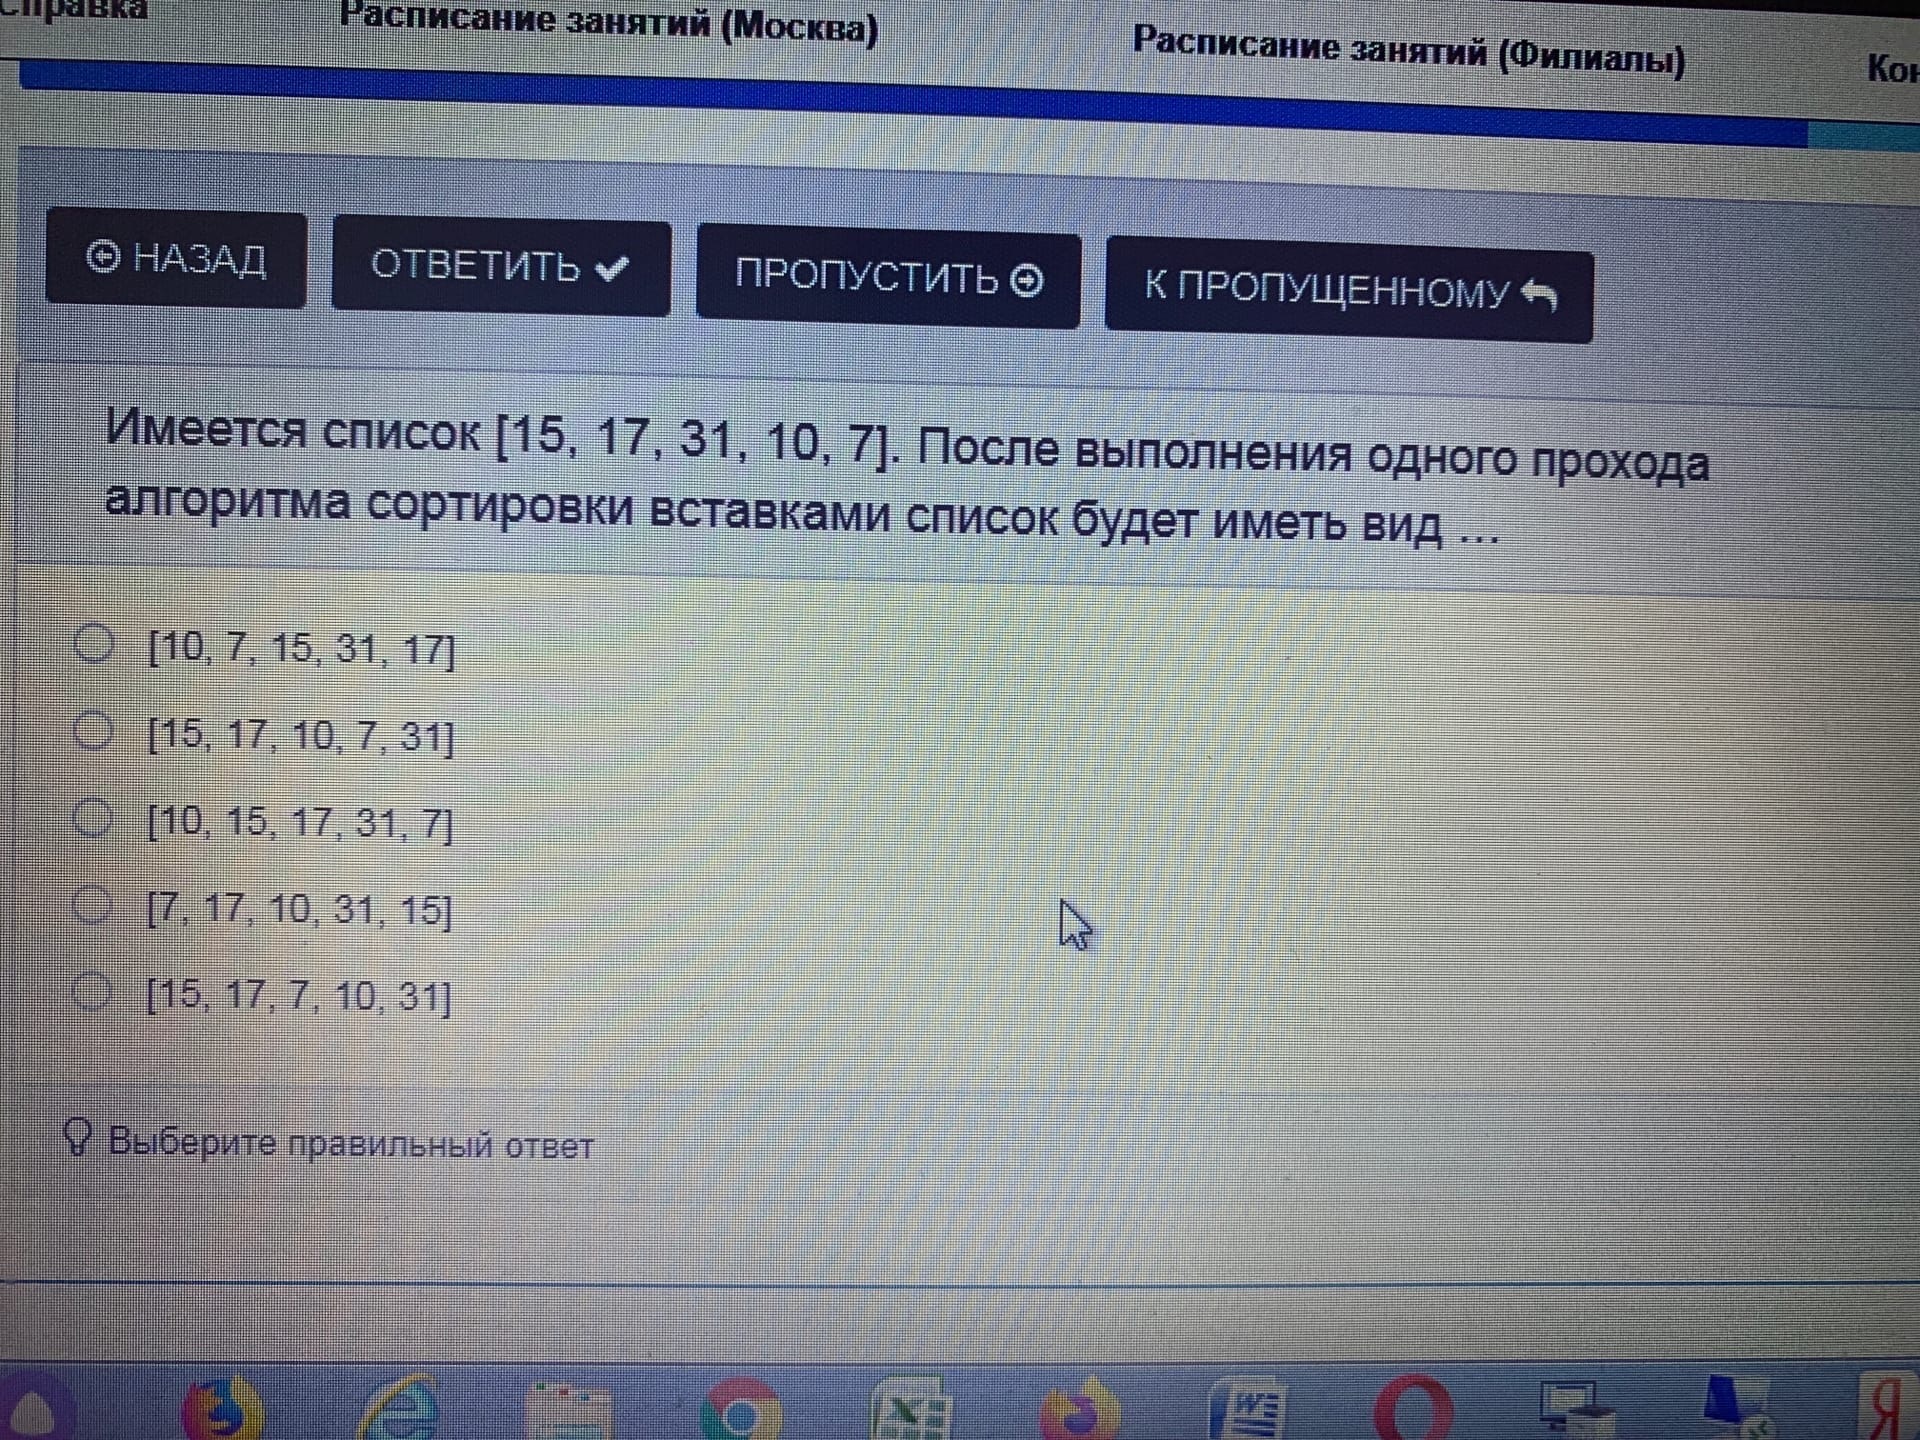 Справка
Расписание занятий (Москва)
Расписание занятий (Филиалы)
Кон
НАЗАД
ОТВЕТИТЬ
ПРОПУСТИТЬ
К ПРОПУЩЕННОМУ
Имеется список [15, 17, 31, 10, 7]. После выполнения одного прохода
алгоритма сортировки вставками список будет иметь вид ...
[10, 7, 15, 31, 17]
[15, 17, 10, 7, 31]
[10, 15, 17, 31, 7]
[7, 17, 10, 31, 15]
[15, 17, 7, 10, 31]
Выберите правильный ответ